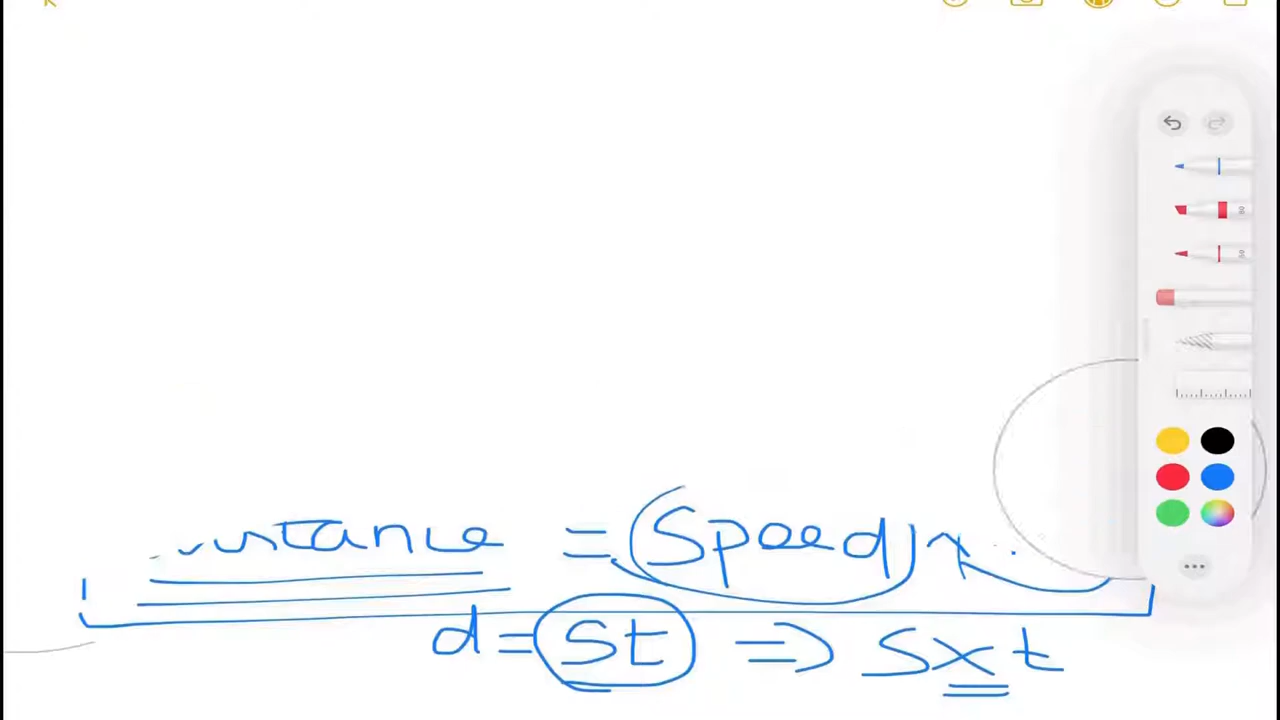 = Speed x
d = St => S x t